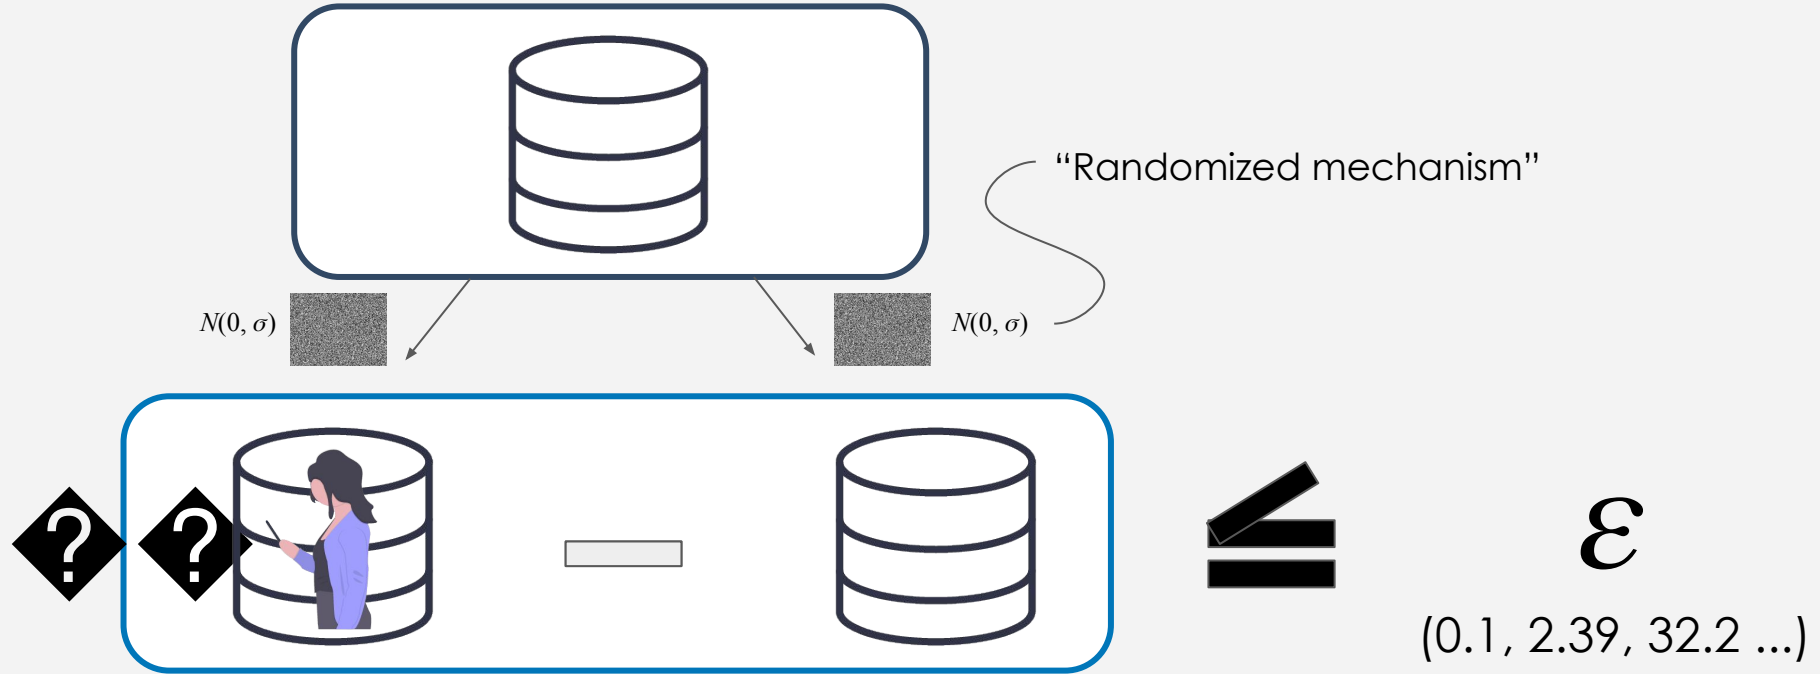 “Randomized mechanism”
N(0, σ)
N(0, σ)
��
ε
(0.1, 2.39, 32.2 ...)